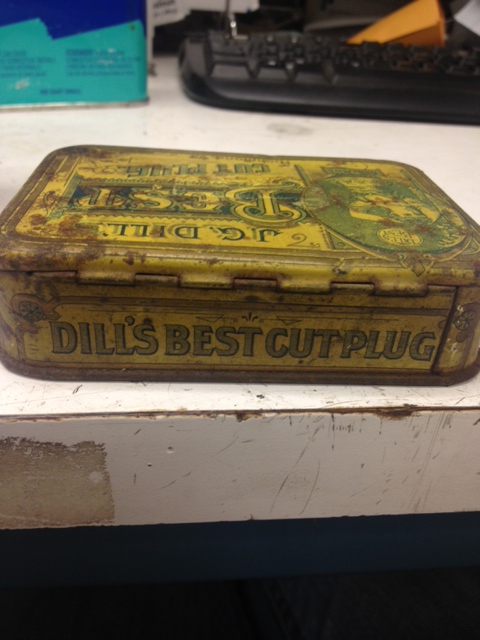 CUT PLUG
BEST
J.G. DILL'S
DILL'S BEST CUT PLUG